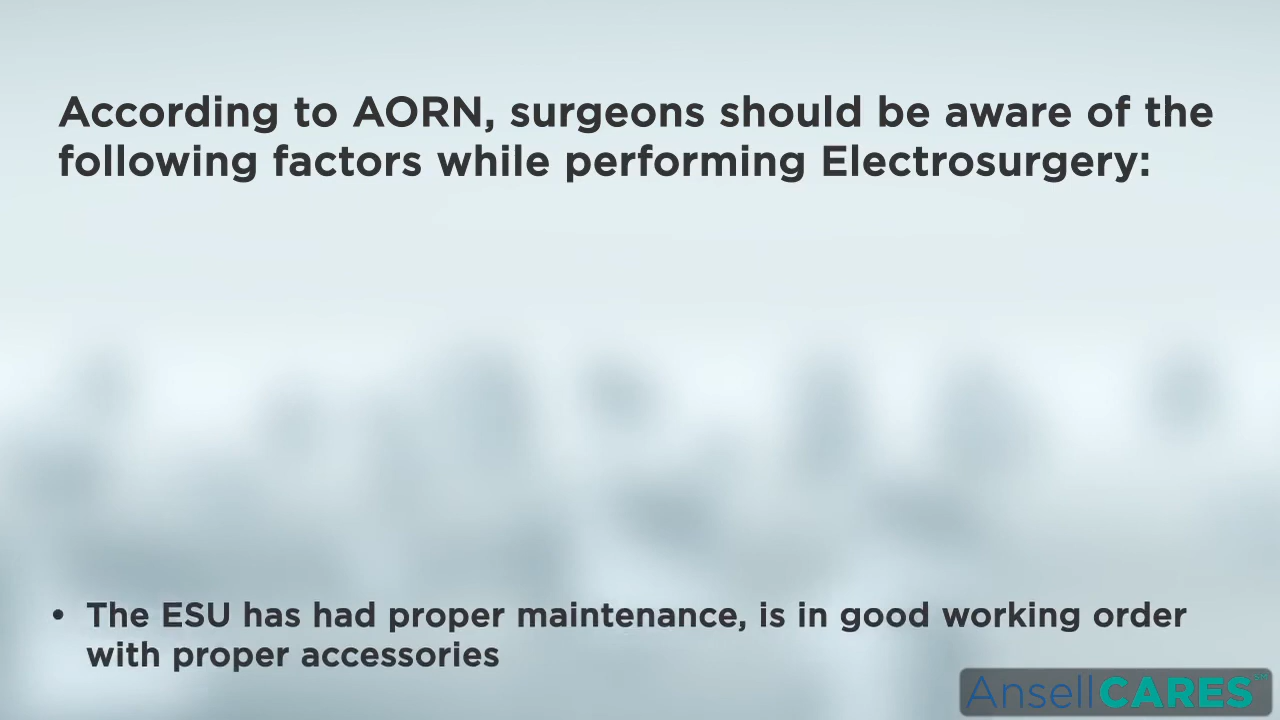 According to AORN, surgeons should be aware of the
following factors while performing Electrosurgery:
• The ESU has had proper maintenance, is in good working order
with proper accessories
AnsellCARES℠